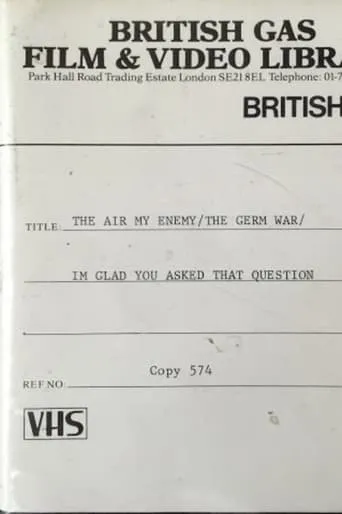 BRITISH GAS
FILM & VIDEO LIBRA
Park Hall Road Trading Estate London SE21 8EL Telephone: 01-7
BRITISH
TITLE: THE AIR MY ENEMY/THE GERM WAR/
IM GLAD YOU ASKED THAT QUESTION
Copy 574
REF NO:
VHS